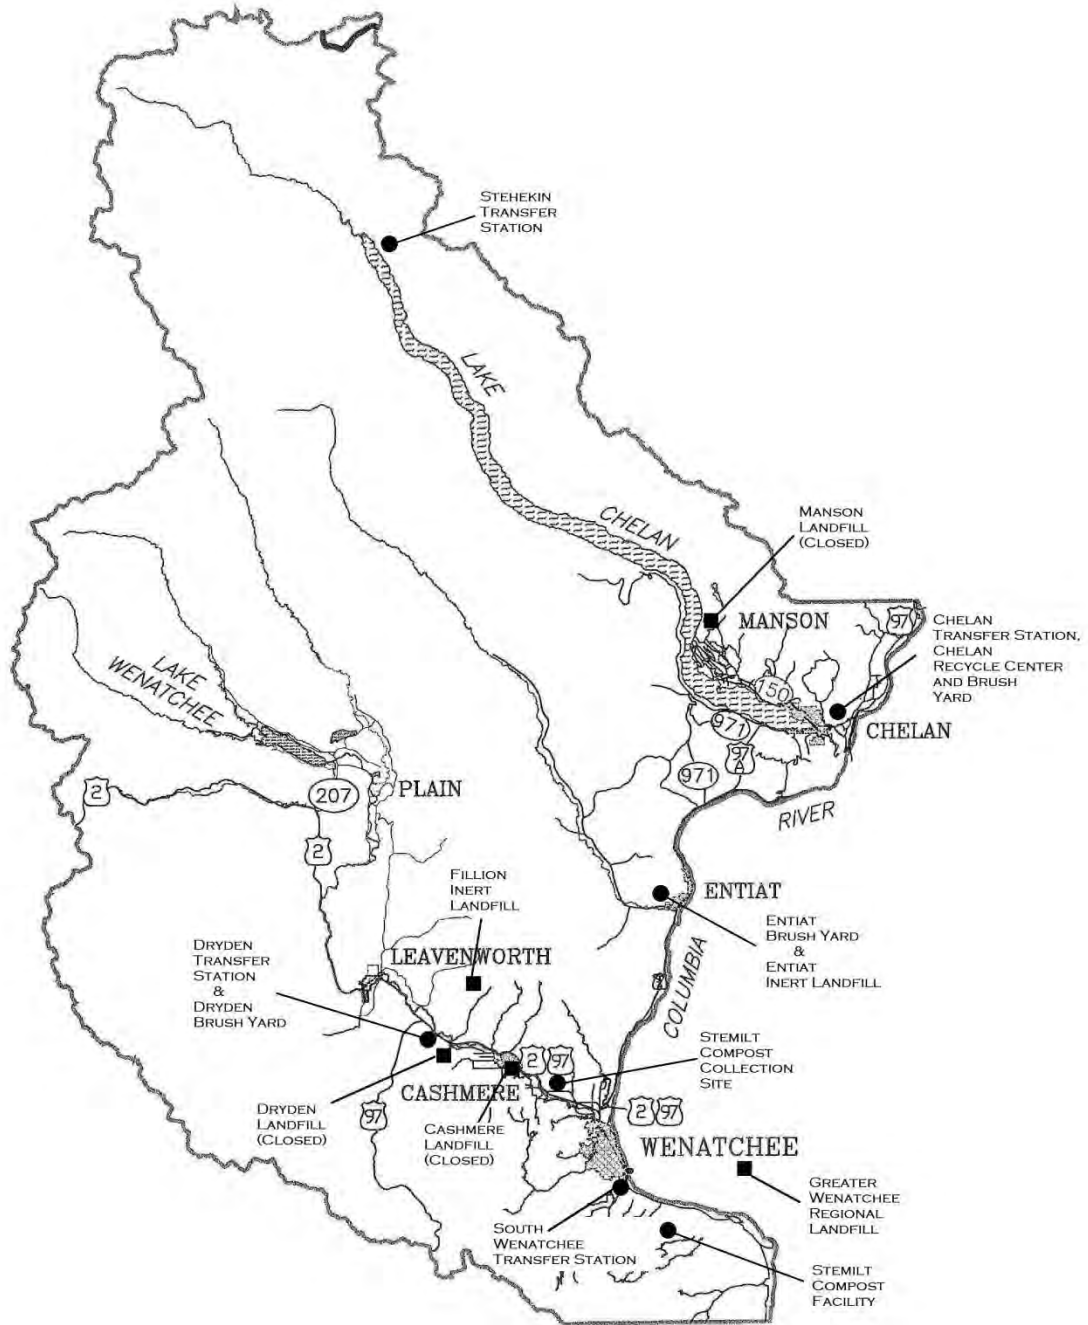 STEHEKIN
TRANSFER
STATION
LAKE
CHELAN
MANSON
LANDFILL
(CLOSED)
MANSON
97
CHELAN
TRANSFER STATION,
CHELAN
RECYCLE CENTER
AND BRUSH
YARD
150
971
CHELAN
97
A
971
RIVER
LAKE
WENATCHEE
2
207
PLAIN
2
FILLION
INERT
LANDFILL
ENTIAT
ENTIAT
BRUSH YARD
&
ENTIAT
INERT LANDFILL
COLUMBIA
LEAVENWORTH
DRYDEN
TRANSFER
STATION
&
DRYDEN
BRUSH YARD
STEMILT
COMPOST
COLLECTION
SITE
2
97
CASHMERE
97
DRYDEN
LANDFILL
(CLOSED)
CASHMERE
LANDFILL
(CLOSED)
2
97
WENATCHEE
GREATER
WENATCHEE
REGIONAL
LANDFILL
SOUTH
WENATCHEE
TRANSFER STATION
STEMILT
COMPOST
FACILITY